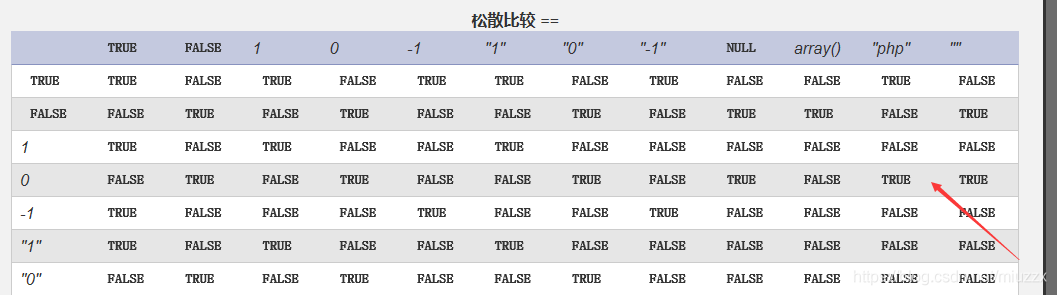 松散比较 ==
TRUE FALSE 1 0 -1 "1" "0" "-1" NULL array() "php" ""
TRUE TRUE FALSE TRUE FALSE TRUE TRUE FALSE TRUE FALSE FALSE TRUE FALSE
FALSE FALSE TRUE FALSE TRUE FALSE FALSE TRUE FALSE TRUE TRUE FALSE TRUE
1 TRUE FALSE TRUE FALSE FALSE TRUE FALSE FALSE FALSE FALSE FALSE FALSE
0 FALSE TRUE FALSE TRUE FALSE FALSE TRUE FALSE TRUE FALSE TRUE TRUE
-1 TRUE FALSE FALSE FALSE TRUE FALSE FALSE TRUE FALSE FALSE FALSE FALSE
"1" TRUE FALSE TRUE FALSE FALSE TRUE FALSE FALSE FALSE FALSE FALSE FALSE
"0" FALSE TRUE FALSE TRUE FALSE FALSE TRUE FALSE FALSE FALSE FALSE FALSE